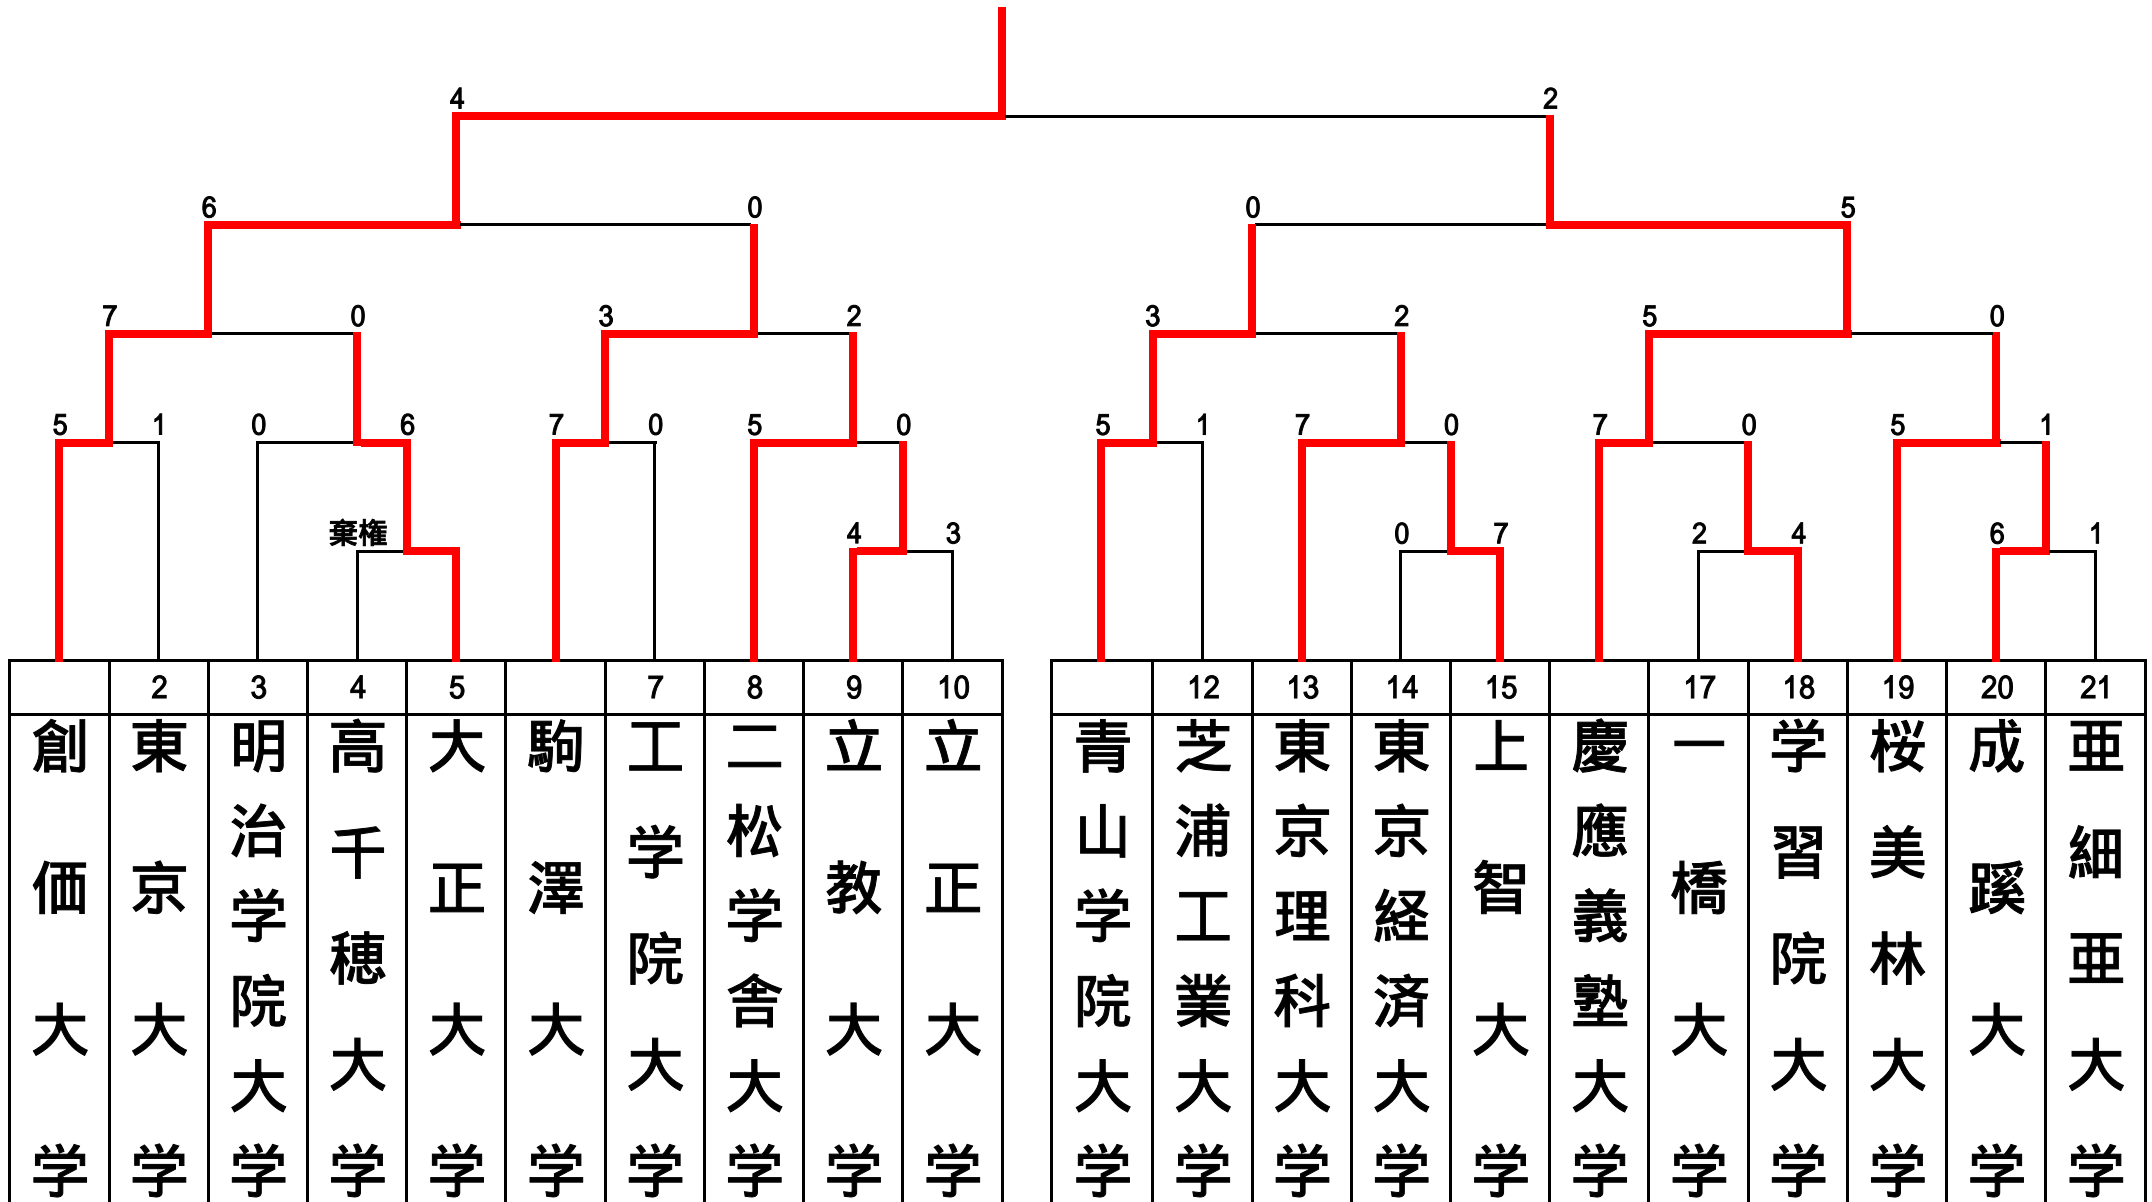 4 2
6 0 0 5
7 0 3 2 3 2 5 0
5 1 0 6 7 0 5 0 5 1 7 0 7 0 5 1
棄権 4 3 0 7 2 4 6 1
2 3 4 5 7 8 9 10 12 13 14 15 17 18 19 20 21
創価大学
東京大学
明治学院大学
高千穂大学
大正大学
駒澤大学
工学院大学
二松学舎大学
立教大学
立正大学
青山学院大学
芝浦工業大学
東京理科大学
東京経済大学
上智大学
慶應義塾大学
一橋大学
学習院大学
桜美林大学
成蹊大学
亜細亜大学